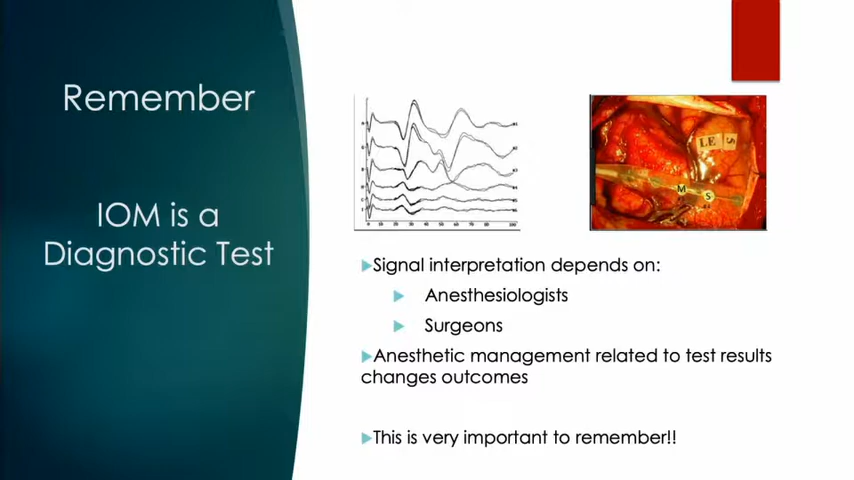 Remember
IOM is a
Diagnostic Test
LE
S
M
S
▶Signal interpretation depends on:
▶ Anesthesiologists
▶ Surgeons
▶Anesthetic management related to test results
changes outcomes
▶This is very important to remember!!